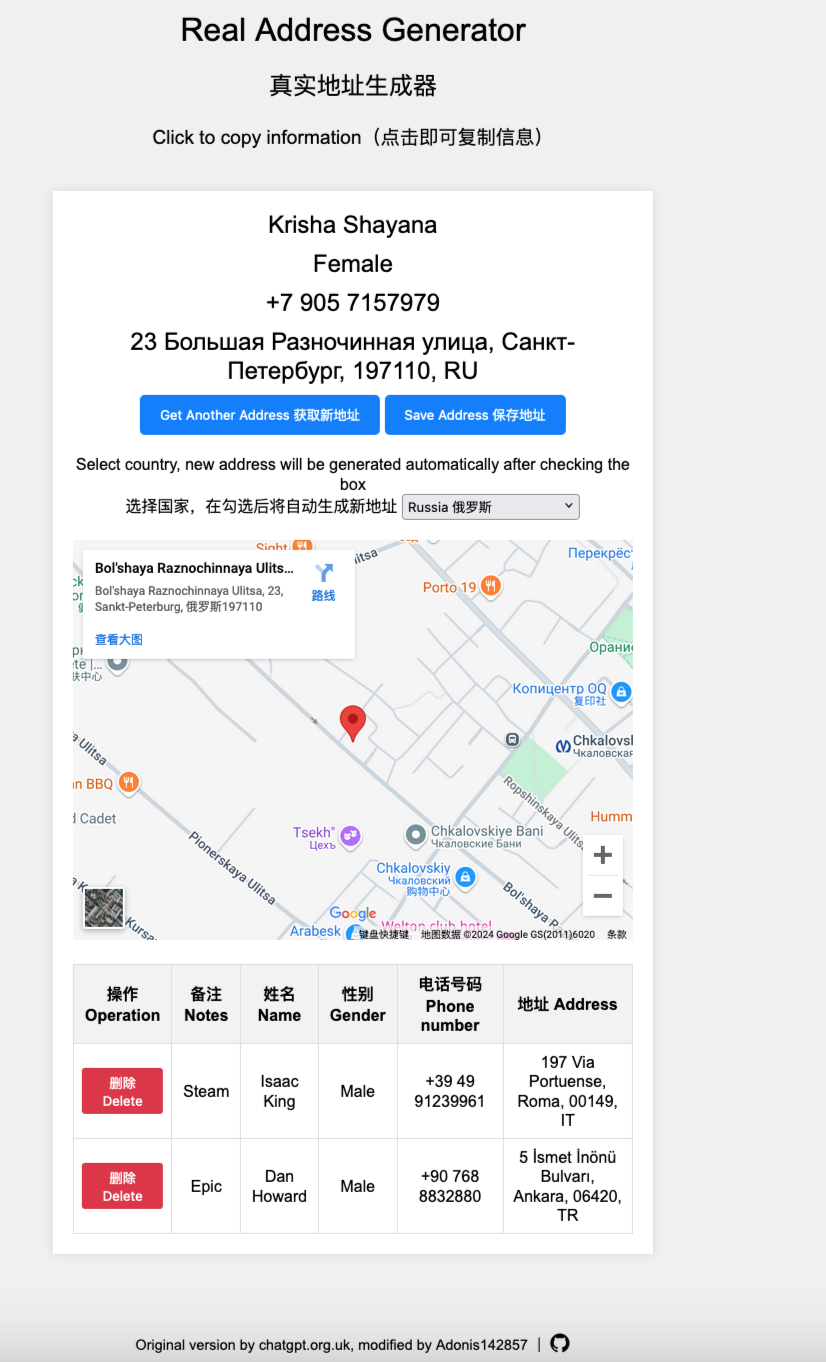 Real Address Generator
真实地址生成器
Click to copy information（点击即可复制信息）
Krisha Shayana
Female
+7 905 7157979
23 Большая Разночинная улица, Санкт-
Петербург, 197110, RU
Get Another Address 获取新地址
Save Address 保存地址
Select country, new address will be generated automatically after checking the
box
选择国家，在勾选后将自动生成新地址
Russia 俄罗斯
Sight
Bol'shaya Raznochinnaya Ulits...
Bol'shaya Raznochinnaya Ulitsa, 23,
Sankt-Peterburg, 俄罗斯197110
路线
查看大图
itsa
Porto 19
Перекрёст
Орание
Копицентр OQ
复印社
Chkalovsl
Чкаловская
a Ulitsa
n BBQ
d Cadet
Ropshinskaya Ulitsa
Humm
Tsekh"
Цехъ
Chkalovskiye Bani
Чкаловские Бани
Pionerskaya Ulitsa
Chkalovskiy
Чкаловский
购物中心
Bol'shaya R
Kursa
Google
Arabesk
Welton club hotel
键盘快捷键
地图数据 ©2024 Google GS(2011)6020
条款
操作 Operation
备注 Notes
姓名 Name
性别 Gender
电话号码 Phone number
地址 Address
删除 Delete
Steam
Isaac King
Male
+39 49 91239961
197 Via Portuense, Roma, 00149, IT
删除 Delete
Epic
Dan Howard
Male
+90 768 8832880
5 İsmet İnönü Bulvarı, Ankara, 06420, TR
Original version by chatgpt.org.uk, modified by Adonis142857 |